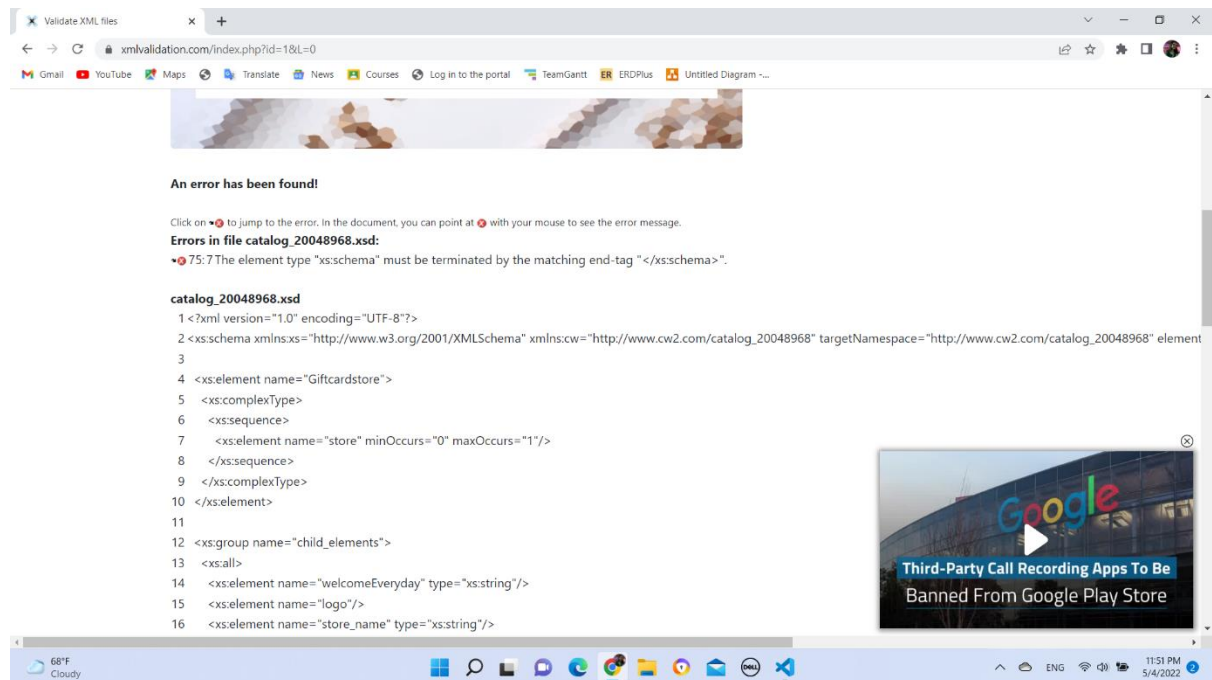 Validate XML files
xmlvalidation.com/index.php?id=1&L=0
Gmail YouTube Maps Translate News Courses Log in to the portal TeamGantt ER ERDPlus Untitled Diagram -...
An error has been found!
Click on to jump to the error. In the document, you can point at with your mouse to see the error message.
Errors in file catalog_20048968.xsd:
75: 7 The element type "xs:schema" must be terminated by the matching end-tag "</xs:schema>".
catalog_20048968.xsd
1 <?xml version="1.0" encoding="UTF-8"?>
2 <xs:schema xmlns:xs="http://www.w3.org/2001/XMLSchema" xmlns:cw="http://www.cw2.com/catalog_20048968" targetNamespace="http://www.cw2.com/catalog_20048968" element
3
4 <xs:element name="Giftcardstore">
5 <xs:complexType>
6 <xs:sequence>
7 <xs:element name="store" minOccurs="0" maxOccurs="1"/>
8 </xs:sequence>
9 </xs:complexType>
10 </xs:element>
11
12 <xs:group name="child_elements">
13 <xs:all>
14 <xs:element name="welcomeEveryday" type="xs:string"/>
15 <xs:element name="logo"/>
16 <xs:element name="store_name" type="xs:string"/>
Google
Third-Party Call Recording Apps To Be
Banned From Google Play Store
68°F
Cloudy
DELL
ENG
11:51 PM
5/4/2022
2